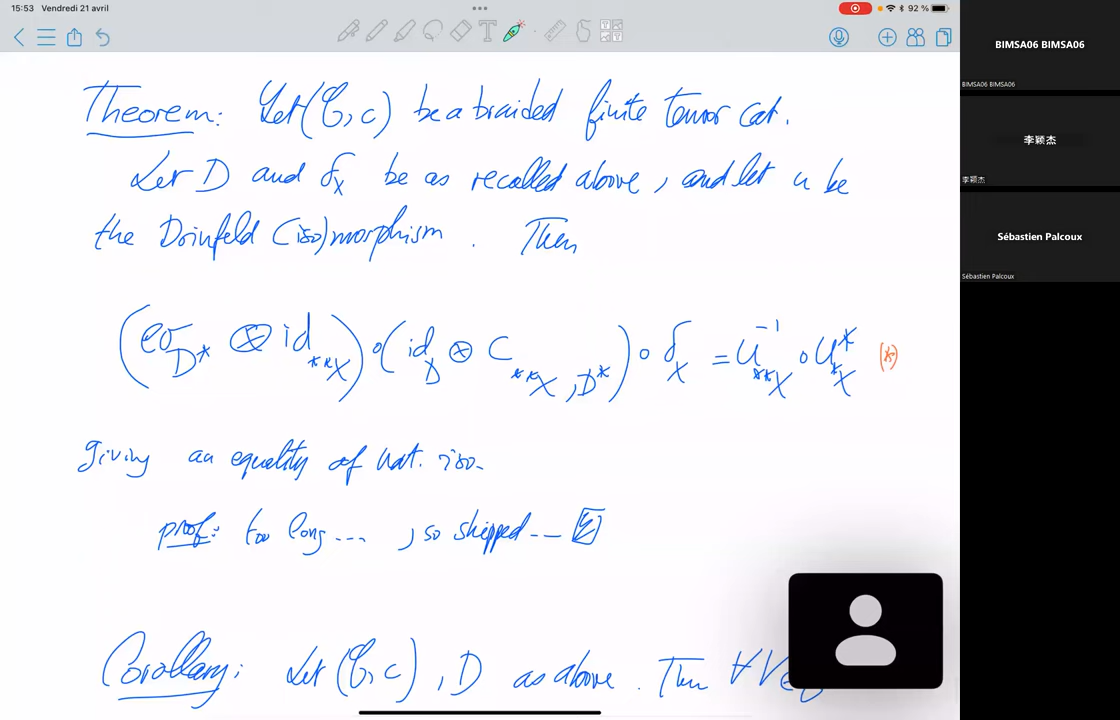 15:53 Vendredi 21 avril
92 %
Theorem: Let (C, c) be a braided finite tensor cat.
Let D and δ_X be as recalled above, and let u be
the Drinfeld (iso)morphism. Then
(ev_{D*} ⊗ id_{**X}) ∘ (id_D ⊗ c_{**X, D*}) ∘ δ_X = u^{-1}_{**X} ∘ u^*_{*X} (*)
giving an equality of nat. iso.
proof: too long... , so skipped...
Corollary: Let (C, c), D as above. Then ∀V∈
BIMSA06 BIMSA06
BIMSA06 BIMSA06
李颖杰
李颖杰
Sébastien Palcoux
Sébastien Palcoux